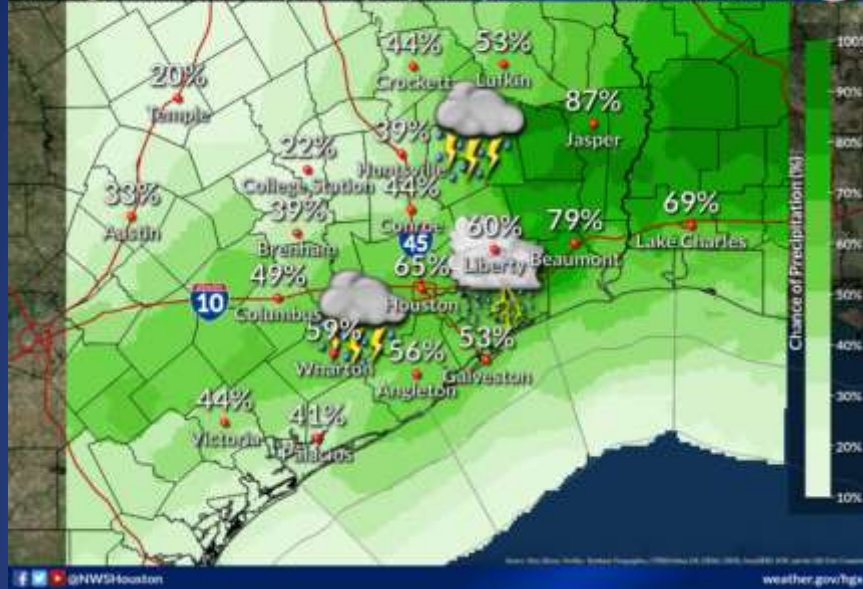 44%
Crockett
53%
Lufkin
20%
Temple
87%
Jasper
39%
Huntsville
22%
College Station
33%
Austin
44%
Conroe
39%
Brenham
45
60%
Liberty
79%
Beaumont
69%
Lake Charles
49%
Columbus
10
65%
Houston
59%
Wharton
56%
Angleton
53%
Galveston
44%
Victoria
41%
Palacios
Chance of Precipitation (%)
100%
90%
80%
70%
60%
50%
40%
30%
20%
10%
@NWSHouston
weather.gov/hgx